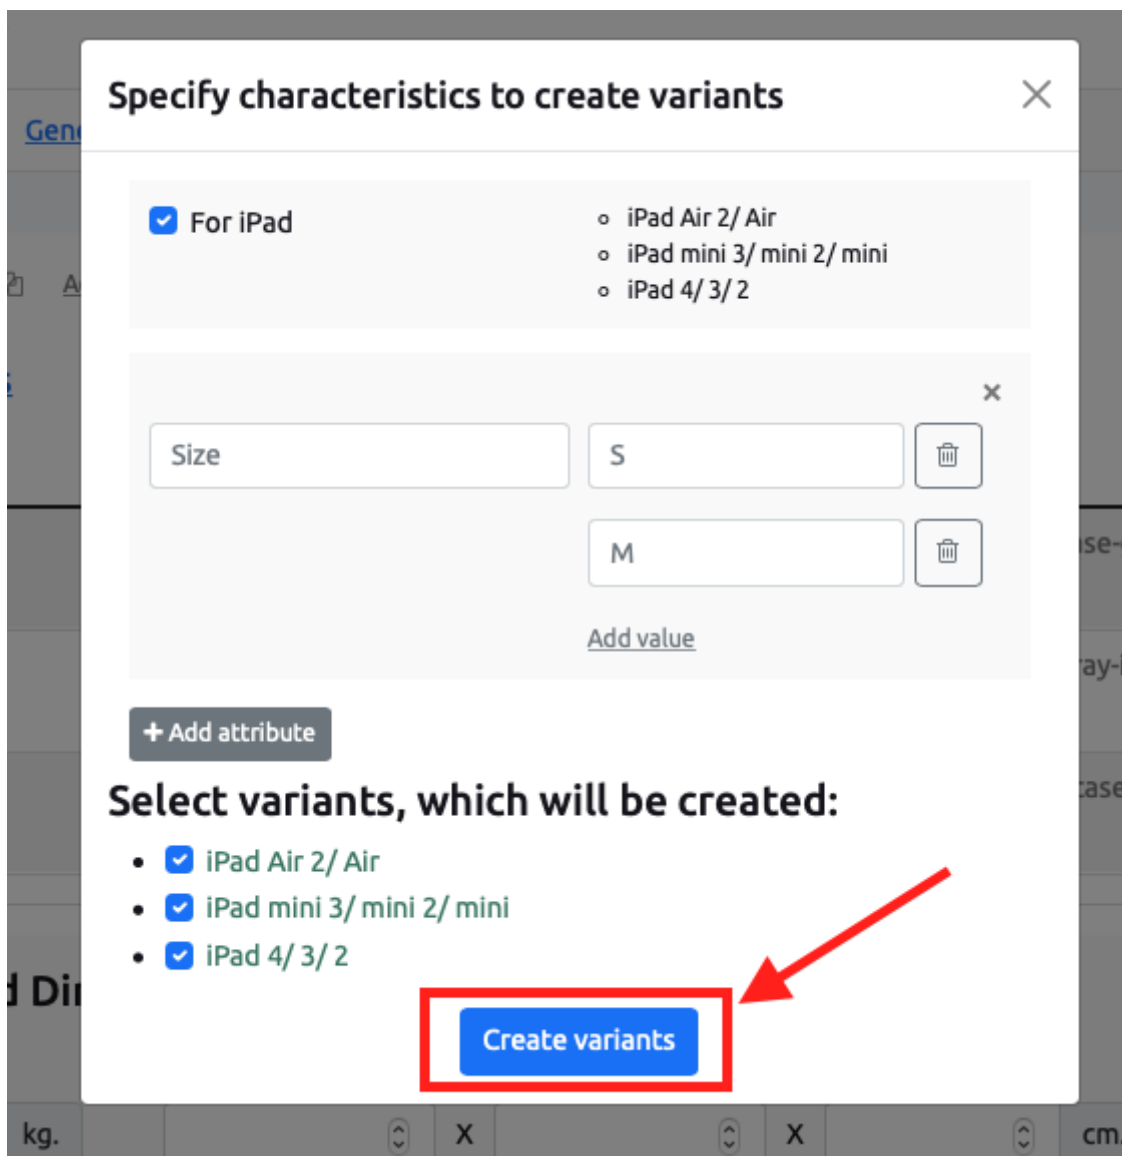 Specify characteristics to create variants
For iPad
iPad Air 2/ Air
iPad mini 3/ mini 2/ mini
iPad 4/ 3/ 2
Size
S
M
Add value
+ Add attribute
Select variants, which will be created:
iPad Air 2/ Air
iPad mini 3/ mini 2/ mini
iPad 4/ 3/ 2
Create variants
kg.
X
X
cm.